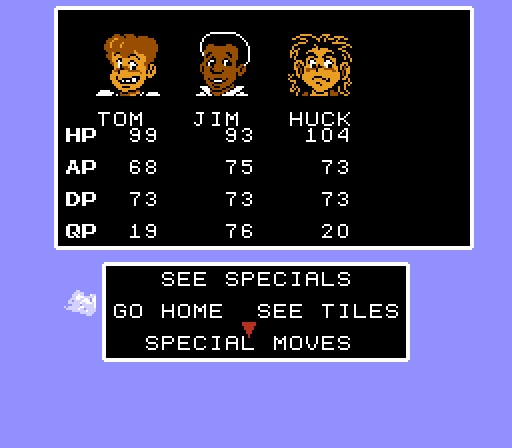 TOM JIM HUCK
HP 99 93 104
AP 68 75 73
DP 73 73 73
QP 19 76 20
SEE SPECIALS
GO HOME SEE TILES
SPECIAL MOVES